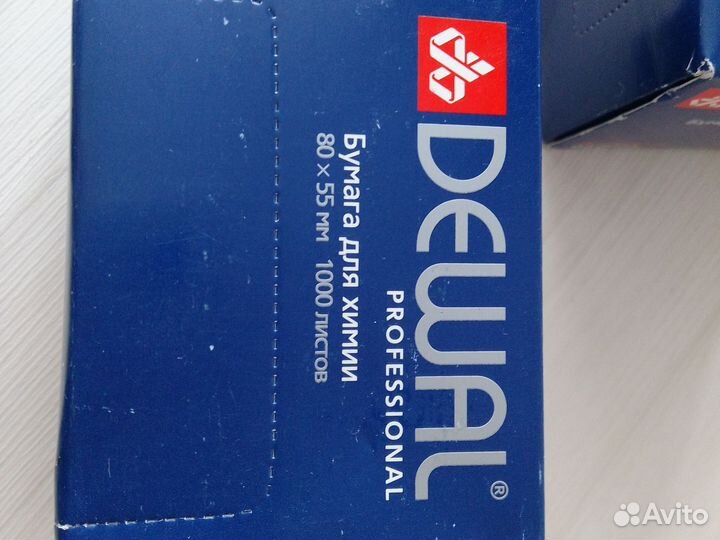 DEWAL®
PROFESSIONAL
Бумага для химии
80 × 55 мм 1000 листов
Avito